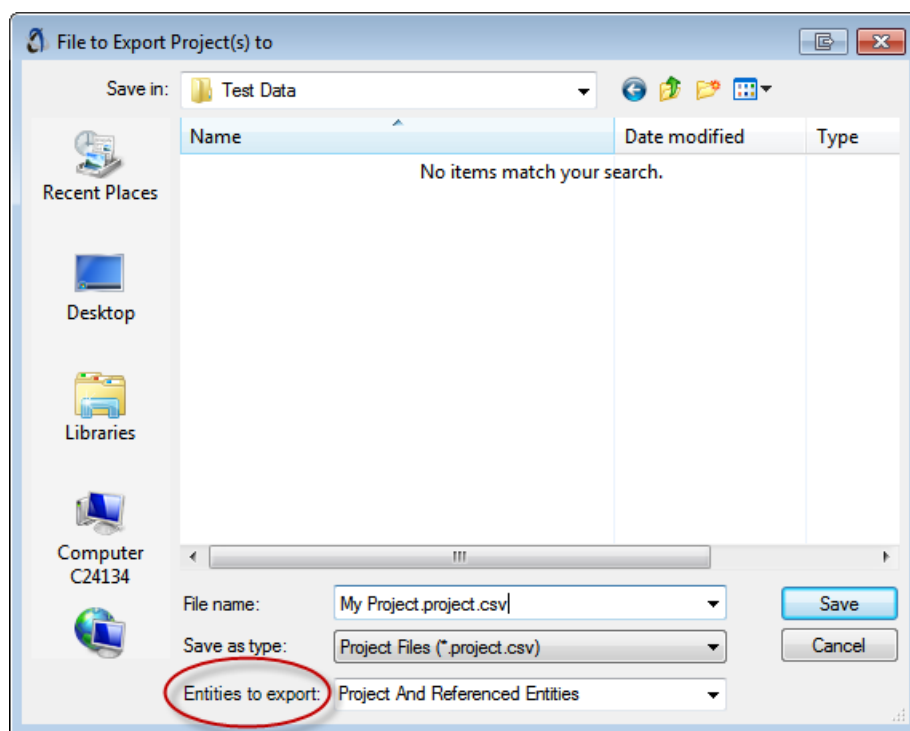 File to Export Project(s) to
Save in: Test Data
Name Date modified Type
No items match your search.
Recent Places
Desktop
Libraries
Computer
C24134
File name: My Project.project.csv Save
Save as type: Project Files (*.project.csv) Cancel
Entities to export: Project And Referenced Entities